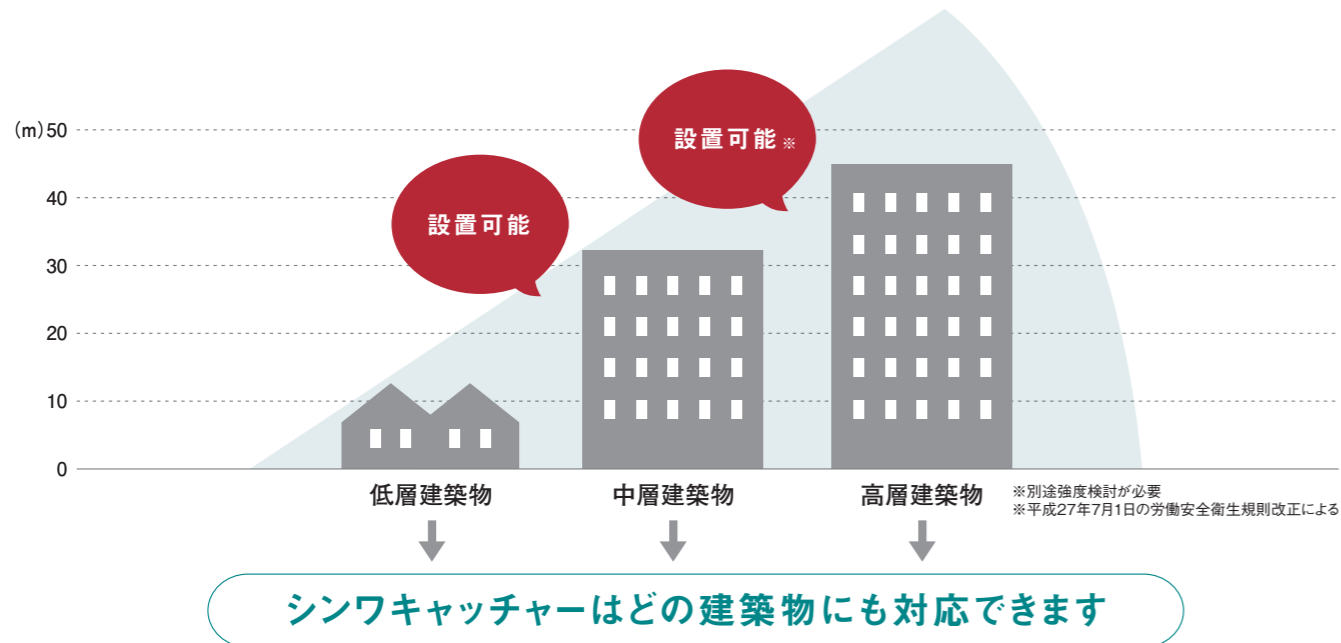 (m)50
40
30
20
10
0
設置可能
設置可能※
低層建築物
中層建築物
高層建築物
※別途強度検討が必要
※平成27年7月1日の労働安全衛生規則改正による
シンワキャッチャーはどの建築物にも対応できます